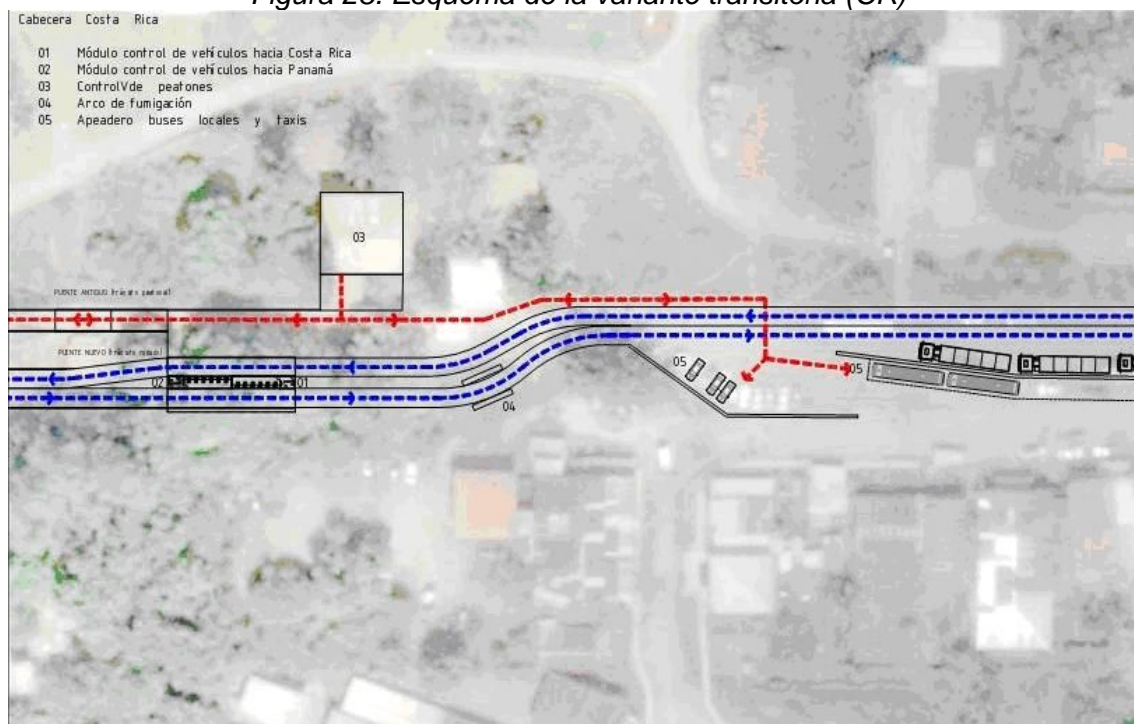 Figura 28. Esquema de la variante transitoria (CR)
Cabecera Costa Rica
01 Módulo control de vehículos hacia Costa Rica
02 Módulo control de vehículos hacia Panamá
03 ControlVde peatones
04 Arco de fumigación
05 Apeadero buses locales y taxis
03
PUENTE ANTIGUO
PUENTE NUEVO
02
01
04
05
05